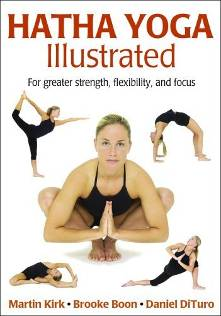 HATHA YOGA
Illustrated
For greater strength, flexibility, and focus
Martin Kirk • Brooke Boon • Daniel DiTuro